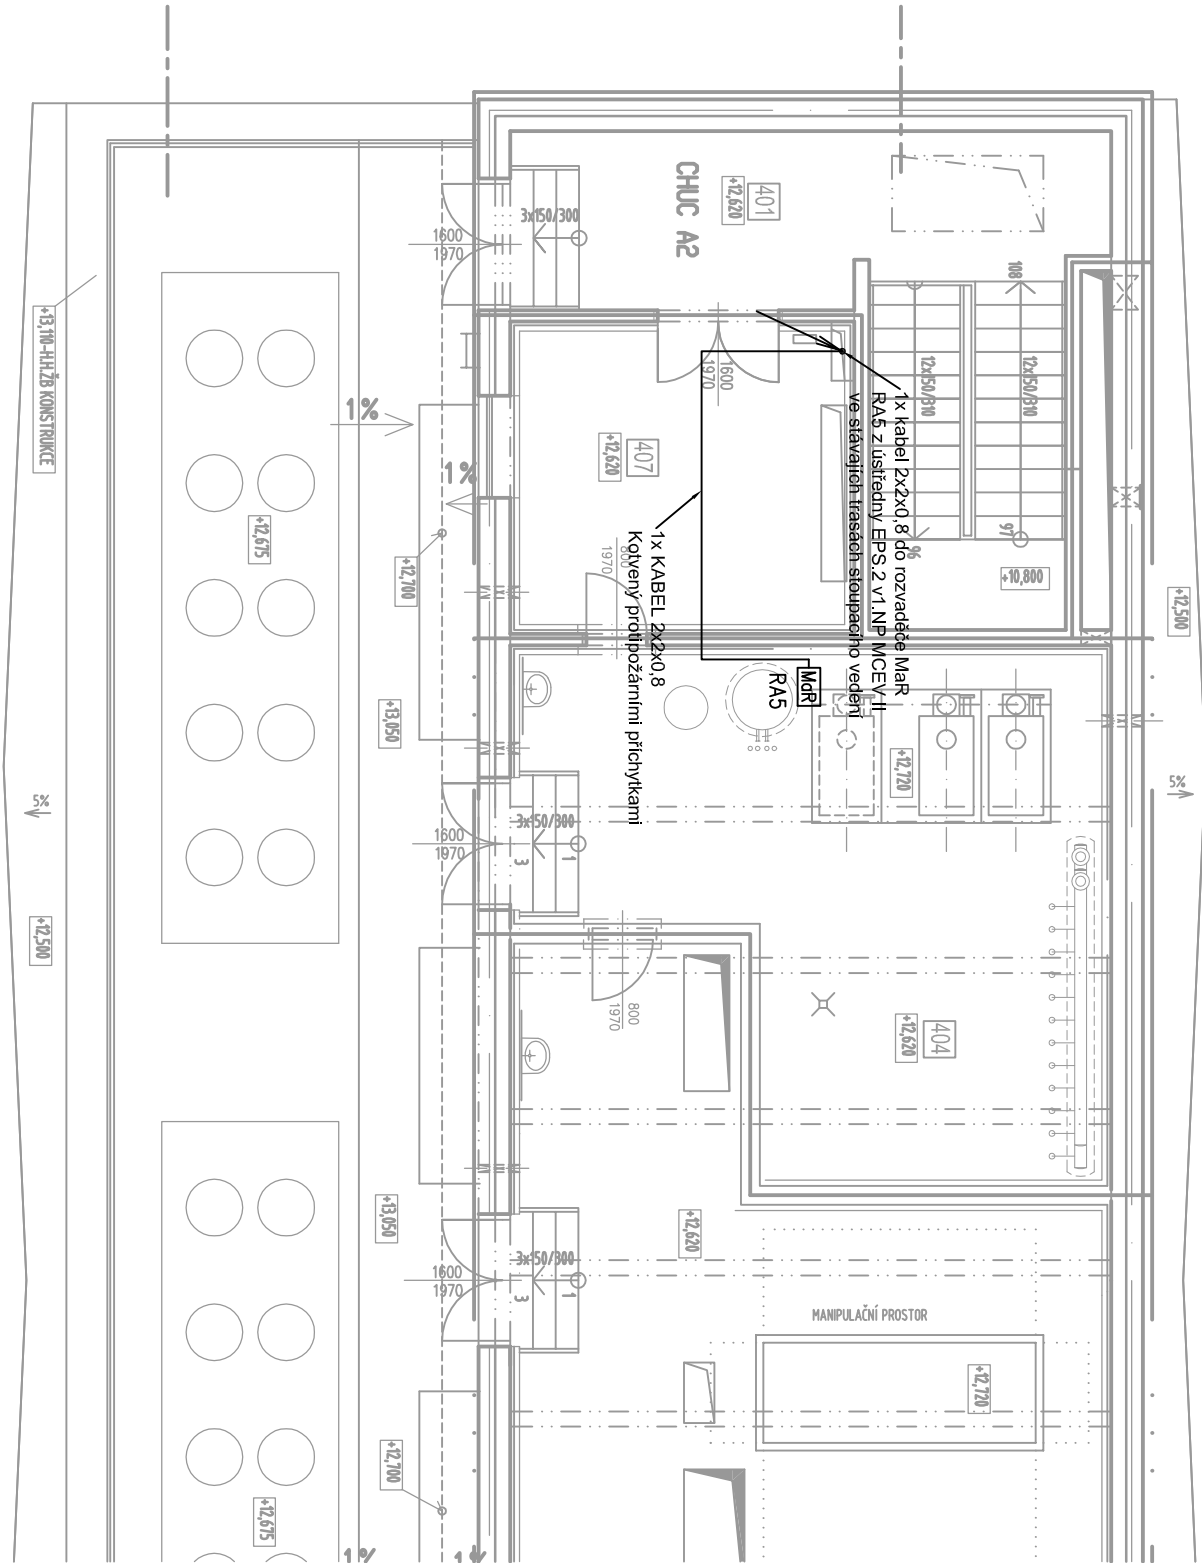 CHUC A2
401
+12,620
3x150/300
1600
1970
108
12x150/310
12x150/310
97
96
+10,800
1600
1970
407
+12,620
1x kabel 2x2x0,8 do rozvaděče MaR
RA5 z ústředny EPS.2 v1.NP MCEV II
ve stávajích trasách stoupacího vedení
1x KABEL 2x2x0,8
Kotvený protipožárními příchytkami
800
1970
MaR
RA5
+13,110-H.H.ŽB KONSTRUKCE
1%
1%
+12,675
+12,700
+12,500
+13,050
+12,720
5%
5%
3x150/300
1600
1970
3
1
+12,500
800
1970
404
+12,620
+13,050
+12,620
3x150/300
1600
1970
3
1
MANIPULAČNÍ PROSTOR
+12,720
+12,700
+12,675
1%
1%